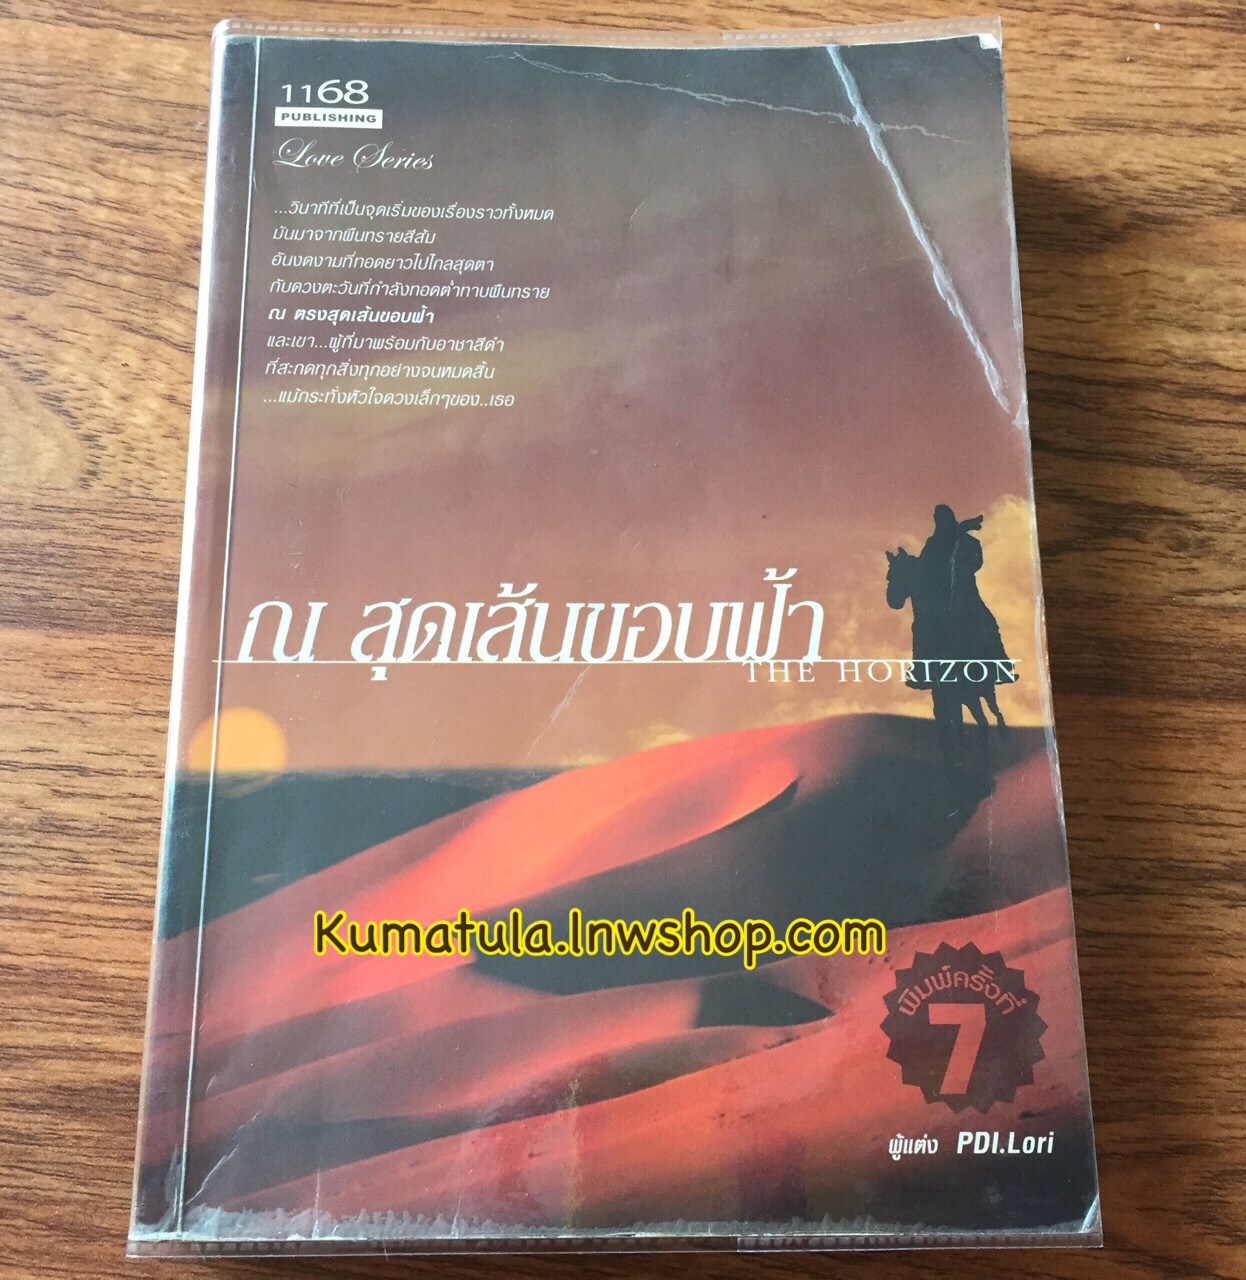 1168
PUBLISHING
Love Series
...วินาทีที่เป็นจุดเริ่มของเรื่องราวทั้งหมด
มันมาจากผืนทรายสีส้ม
อันงดงามที่ทอดยาวไปไกลสุดตา
กับดวงตะวันที่กำลังทอดต่ำทาบผืนทราย
ณ ตรงสุดเส้นขอบฟ้า
และเขา...ผู้ที่มาพร้อมกับอาชาสีดำ
ที่สะกดทุกสิ่งทุกอย่างจนหมดสิ้น
...แม้กระทั่งหัวใจดวงเล็กๆของ..เธอ
ณ สุดเส้นขอบฟ้า
THE HORIZON
Kumatula.lnwshop.com
พิมพ์ครั้งที่
7
ผู้แต่ง PDI.Lori